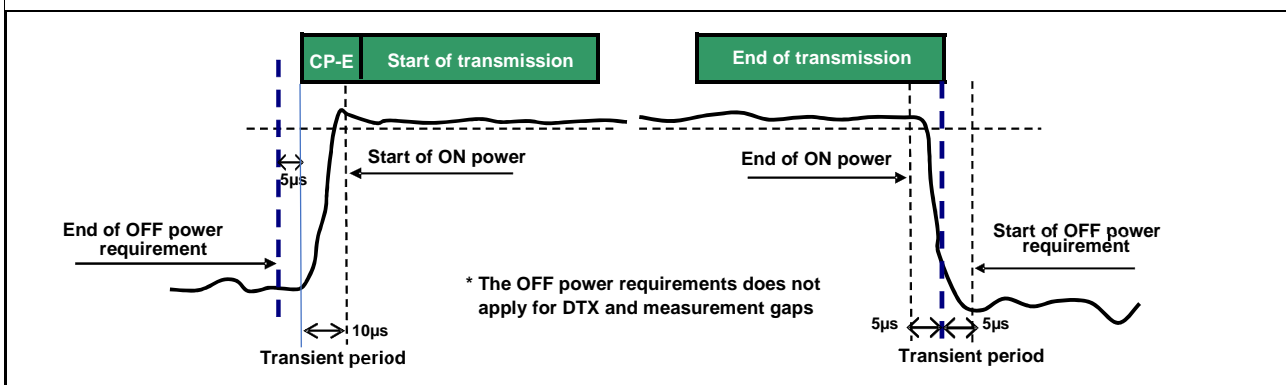 CP-E
Start of transmission
End of transmission
Start of ON power
End of ON power
5µs
End of OFF power
requirement
Start of OFF power
requirement
* The OFF power requirements does not
apply for DTX and measurement gaps
10µs
Transient period
5µs
5µs
Transient period